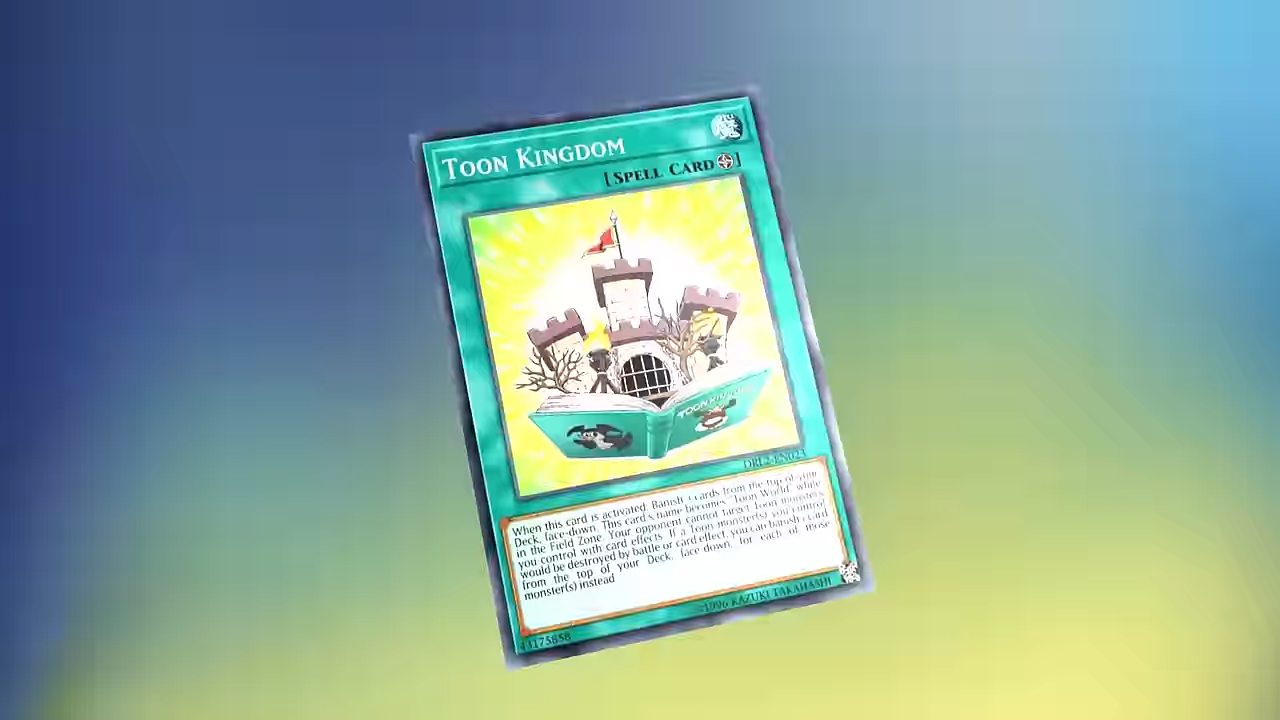 TOON KINGDOM
魔
[SPELL CARD]
TOON KINGDOM
DRL2-EN023
When this card is activated: Banish 3 cards from the top of your
Deck, face-down. This card's name becomes "Toon World" while
in the Field Zone. Your opponent cannot target Toon monsters
you control with card effects. If a Toon monster(s) you control
would be destroyed by battle or card effect, you can banish 1 card
from the top of your Deck, face-down, for each of those
monster(s) instead.
©1996 KAZUKI TAKAHASHI
43175858